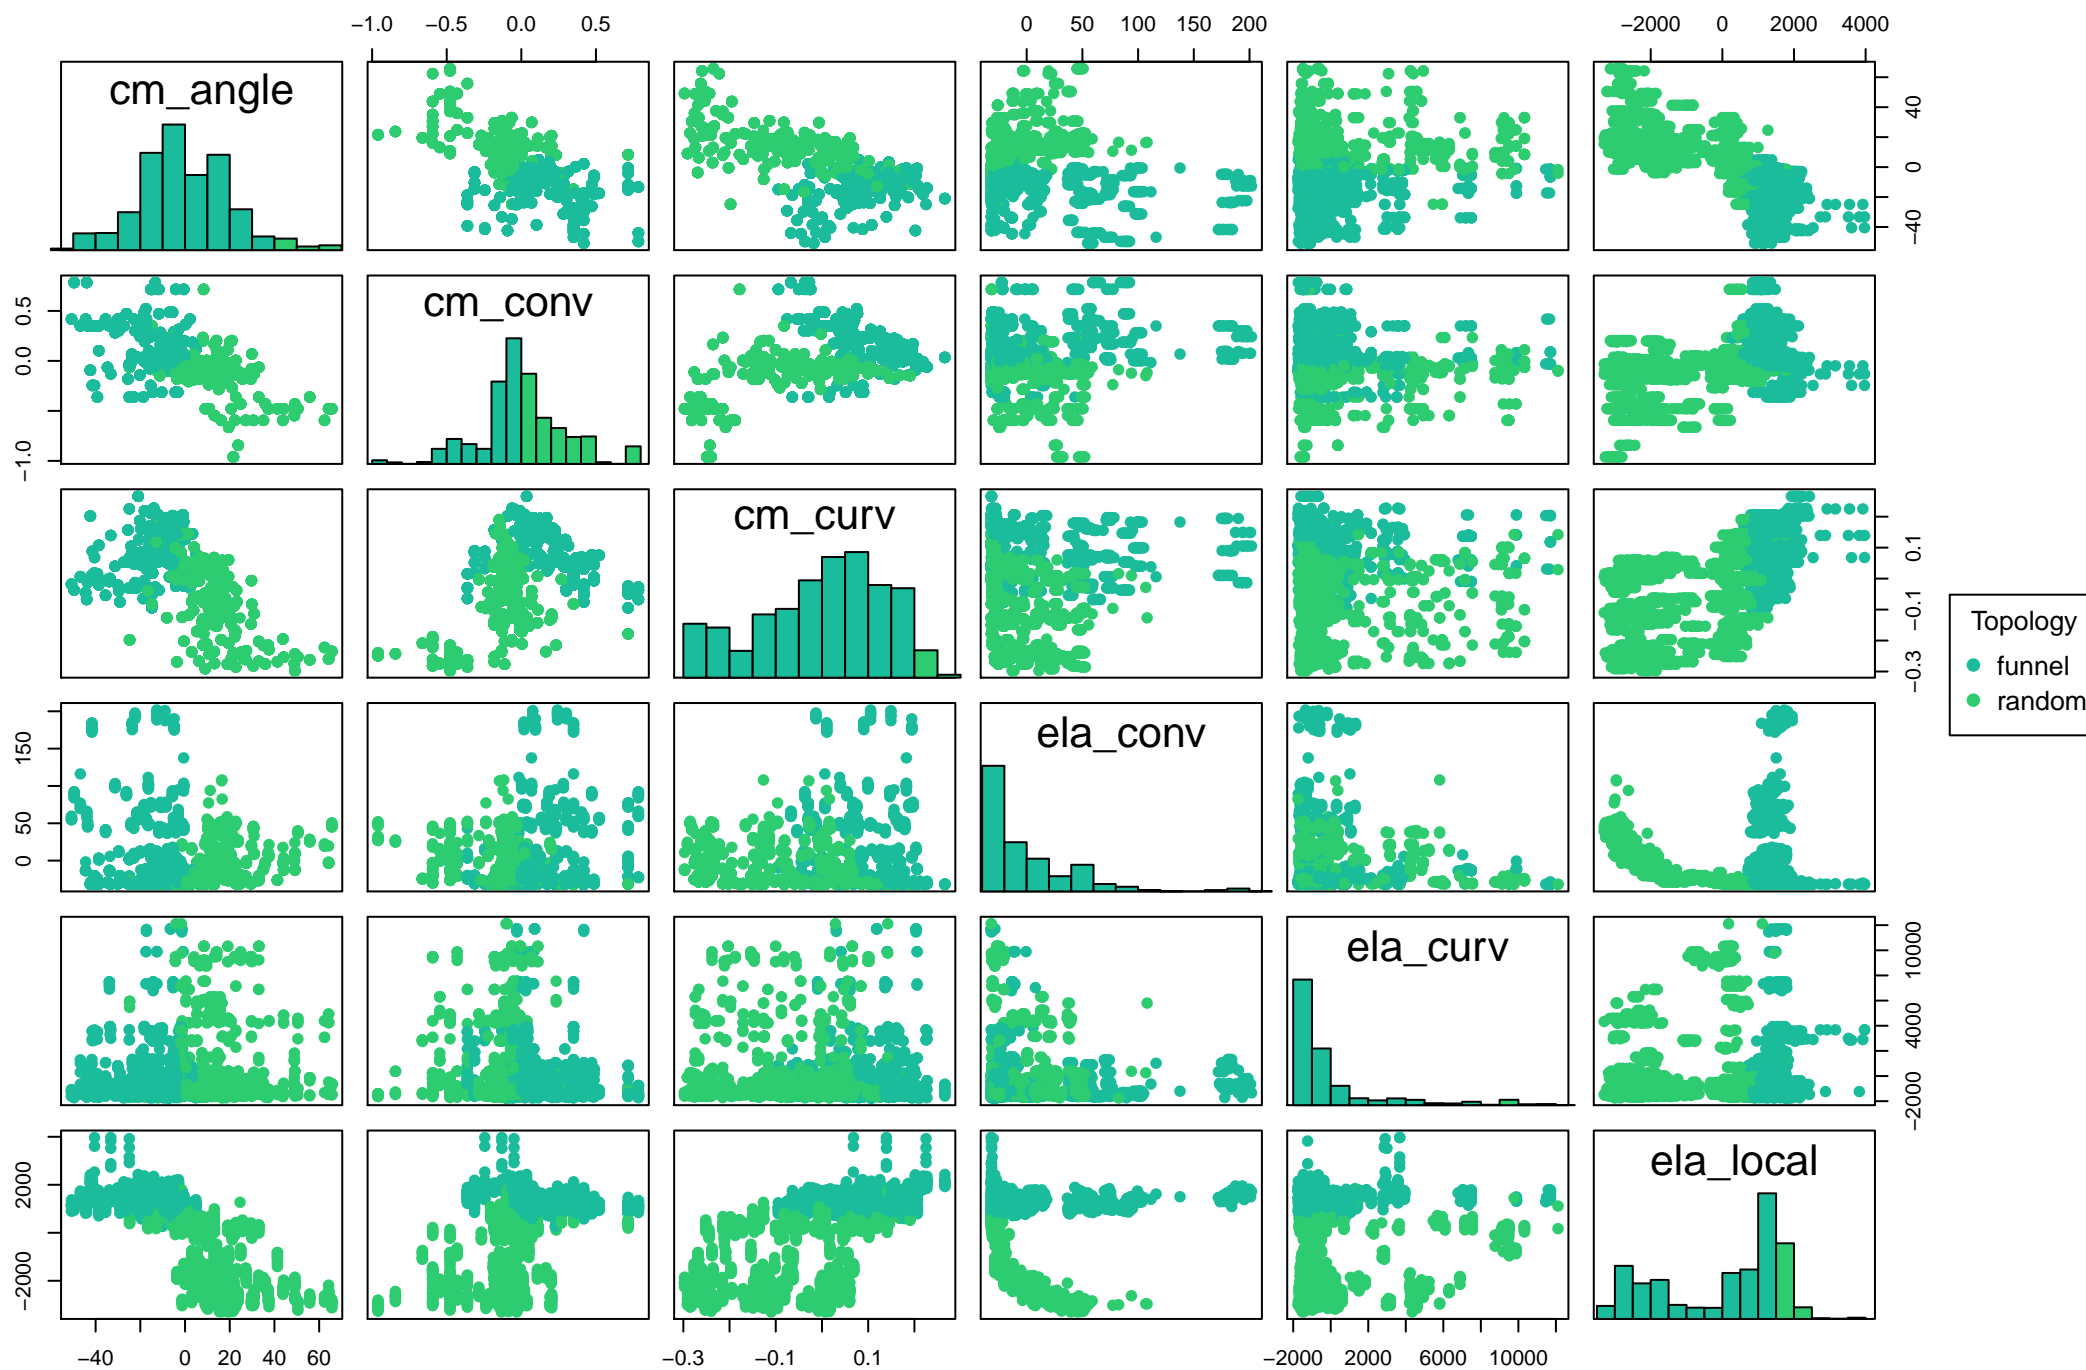 −1.0 −0.5 0.0 0.5 0 50 100 150 200 −2000 0 2000 4000
cm_angle
40
0
−40
cm_conv
0.5
0.0
−1.0
cm_curv
0.1
−0.1
−0.3
Topology
funnel
random
ela_conv
150
50
0
ela_curv
10000
4000
−2000
ela_local
2000
−2000
−40 0 20 40 60 −0.3 −0.1 0.1 −2000 2000 6000 10000